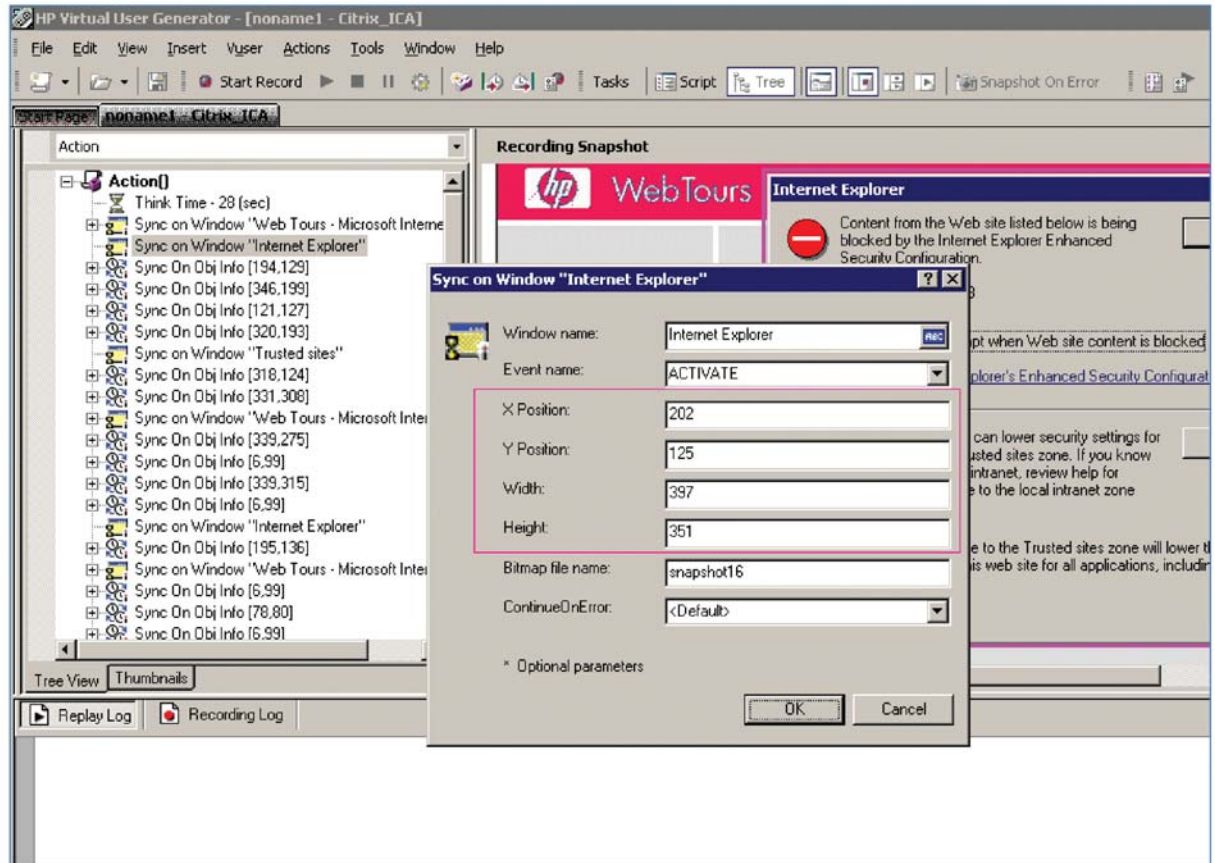 HP Virtual User Generator - [noname1 - Citrix_ICA]
File Edit View Insert Vuser Actions Tools Window Help
Start Record Tasks Script Tree Snapshot On Error
Start Page noname1 - Citrix_ICA
Action
Action()
Think Time - 28 (sec)
Sync on Window "Web Tours - Microsoft Interne
Sync on Window "Internet Explorer"
Sync On Obj Info [194,129]
Sync On Obj Info [346,199]
Sync On Obj Info [121,127]
Sync On Obj Info [320,193]
Sync on Window "Trusted sites"
Sync On Obj Info [318,124]
Sync On Obj Info [331,308]
Sync on Window "Web Tours - Microsoft Inter
Sync On Obj Info [339,275]
Sync On Obj Info [6,99]
Sync On Obj Info [339,315]
Sync On Obj Info [6,99]
Sync on Window "Internet Explorer"
Sync On Obj Info [195,136]
Sync on Window "Web Tours - Microsoft Inter
Sync On Obj Info [6,99]
Sync On Obj Info [78,80]
Sync On Obj Info [6,99]
Tree View Thumbnails
Recording Snapshot
hp WebTours
Internet Explorer
Content from the Web site listed below is being
blocked by the Internet Explorer Enhanced
Security Configuration.
pt when Web site content is blocked
plorer's Enhanced Security Configurat
can lower security settings for
usted sites zone. If you know
intranet, review help for
e to the local intranet zone
e to the Trusted sites zone will lower t
is web site for all applications, includin
Sync on Window "Internet Explorer"
Window name: Internet Explorer ABC
Event name: ACTIVATE
X Position: 202
Y Position: 125
Width: 397
Height: 351
Bitmap file name: snapshot16
ContinueOnError: <Default>
* Optional parameters
OK Cancel
Replay Log Recording Log